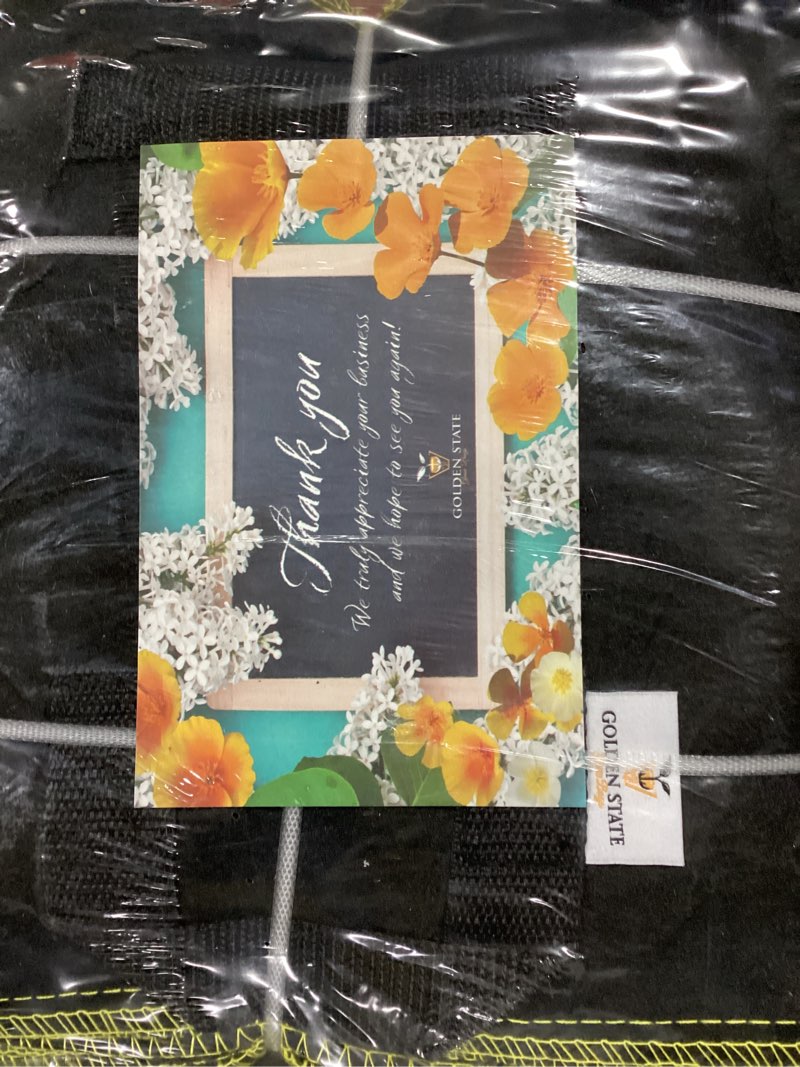 Thank you
We truly appreciate your business
and we hope to see you again!
GOLDEN STATE
GOLDEN STATE